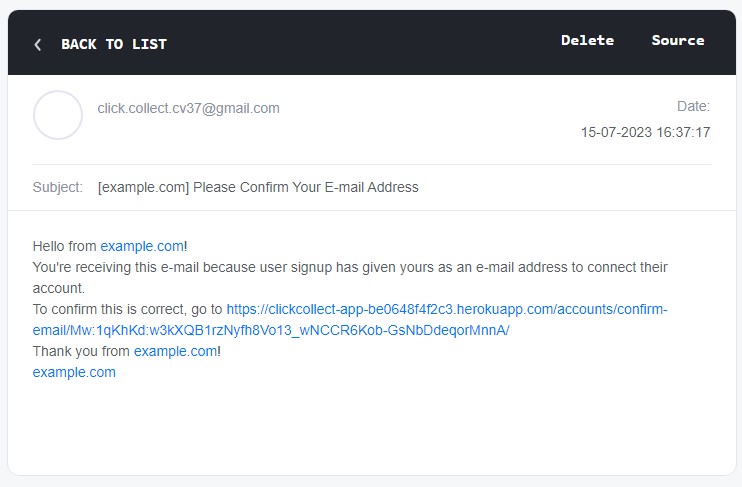 BACK TO LIST
Delete
Source
click.collect.cv37@gmail.com
Date:
15-07-2023 16:37:17
Subject: [example.com] Please Confirm Your E-mail Address
Hello from example.com!
You're receiving this e-mail because user signup has given yours as an e-mail address to connect their
account.
To confirm this is correct, go to https://clickcollect-app-be0648f4f2c3.herokuapp.com/accounts/confirm-
email/Mw:1qKhKd:w3kXQB1rzNyfh8Vo13_wNCCR6Kob-GsNbDdeqorMnnA/
Thank you from example.com!
example.com